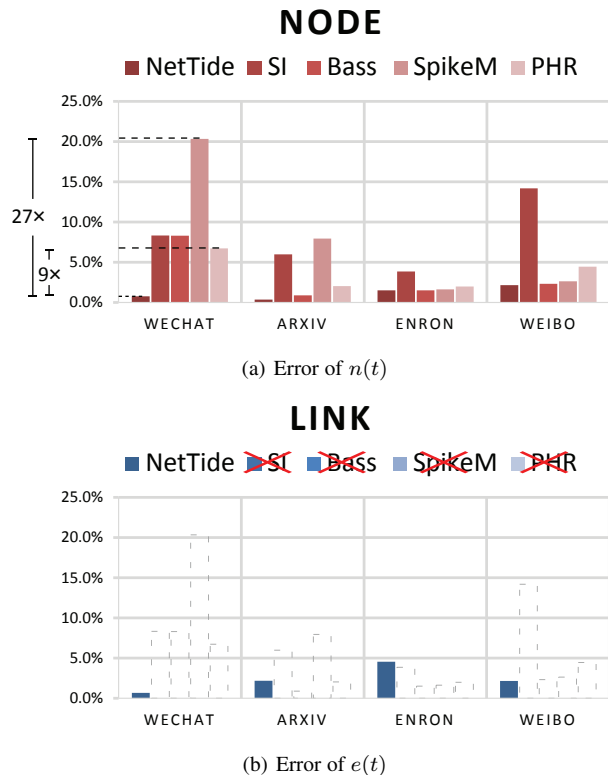 NODE
NetTide SI Bass SpikeM PHR
25.0%
20.0%
15.0%
10.0%
5.0%
0.0%
27×
9×
WECHAT ARXIV ENRON WEIBO
(a) Error of n(t)
LINK
NetTide SI Bass SpikeM PHR
25.0%
20.0%
15.0%
10.0%
5.0%
0.0%
WECHAT ARXIV ENRON WEIBO
(b) Error of e(t)